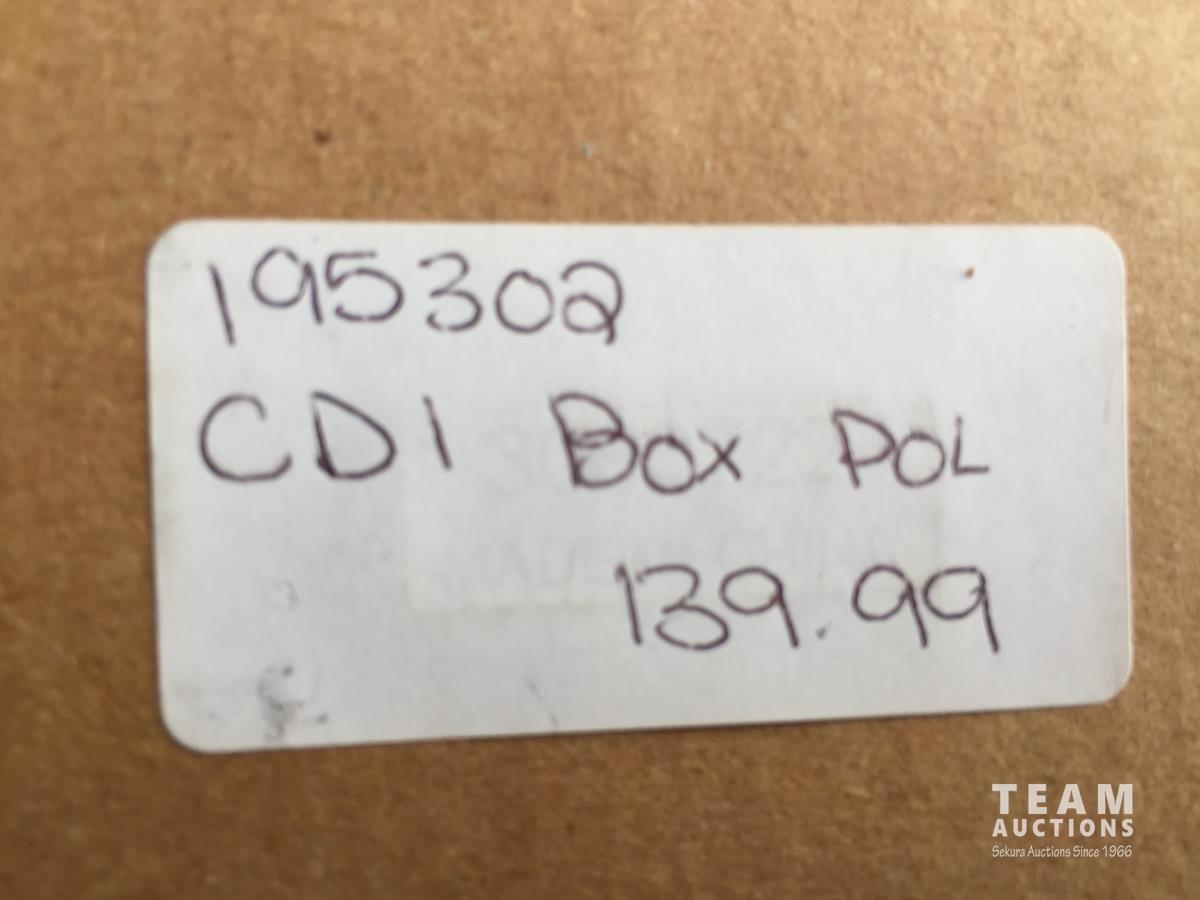 195302
CDI Box POL
139.99
TEAM
AUCTIONS
Sekura Auctions Since 1966